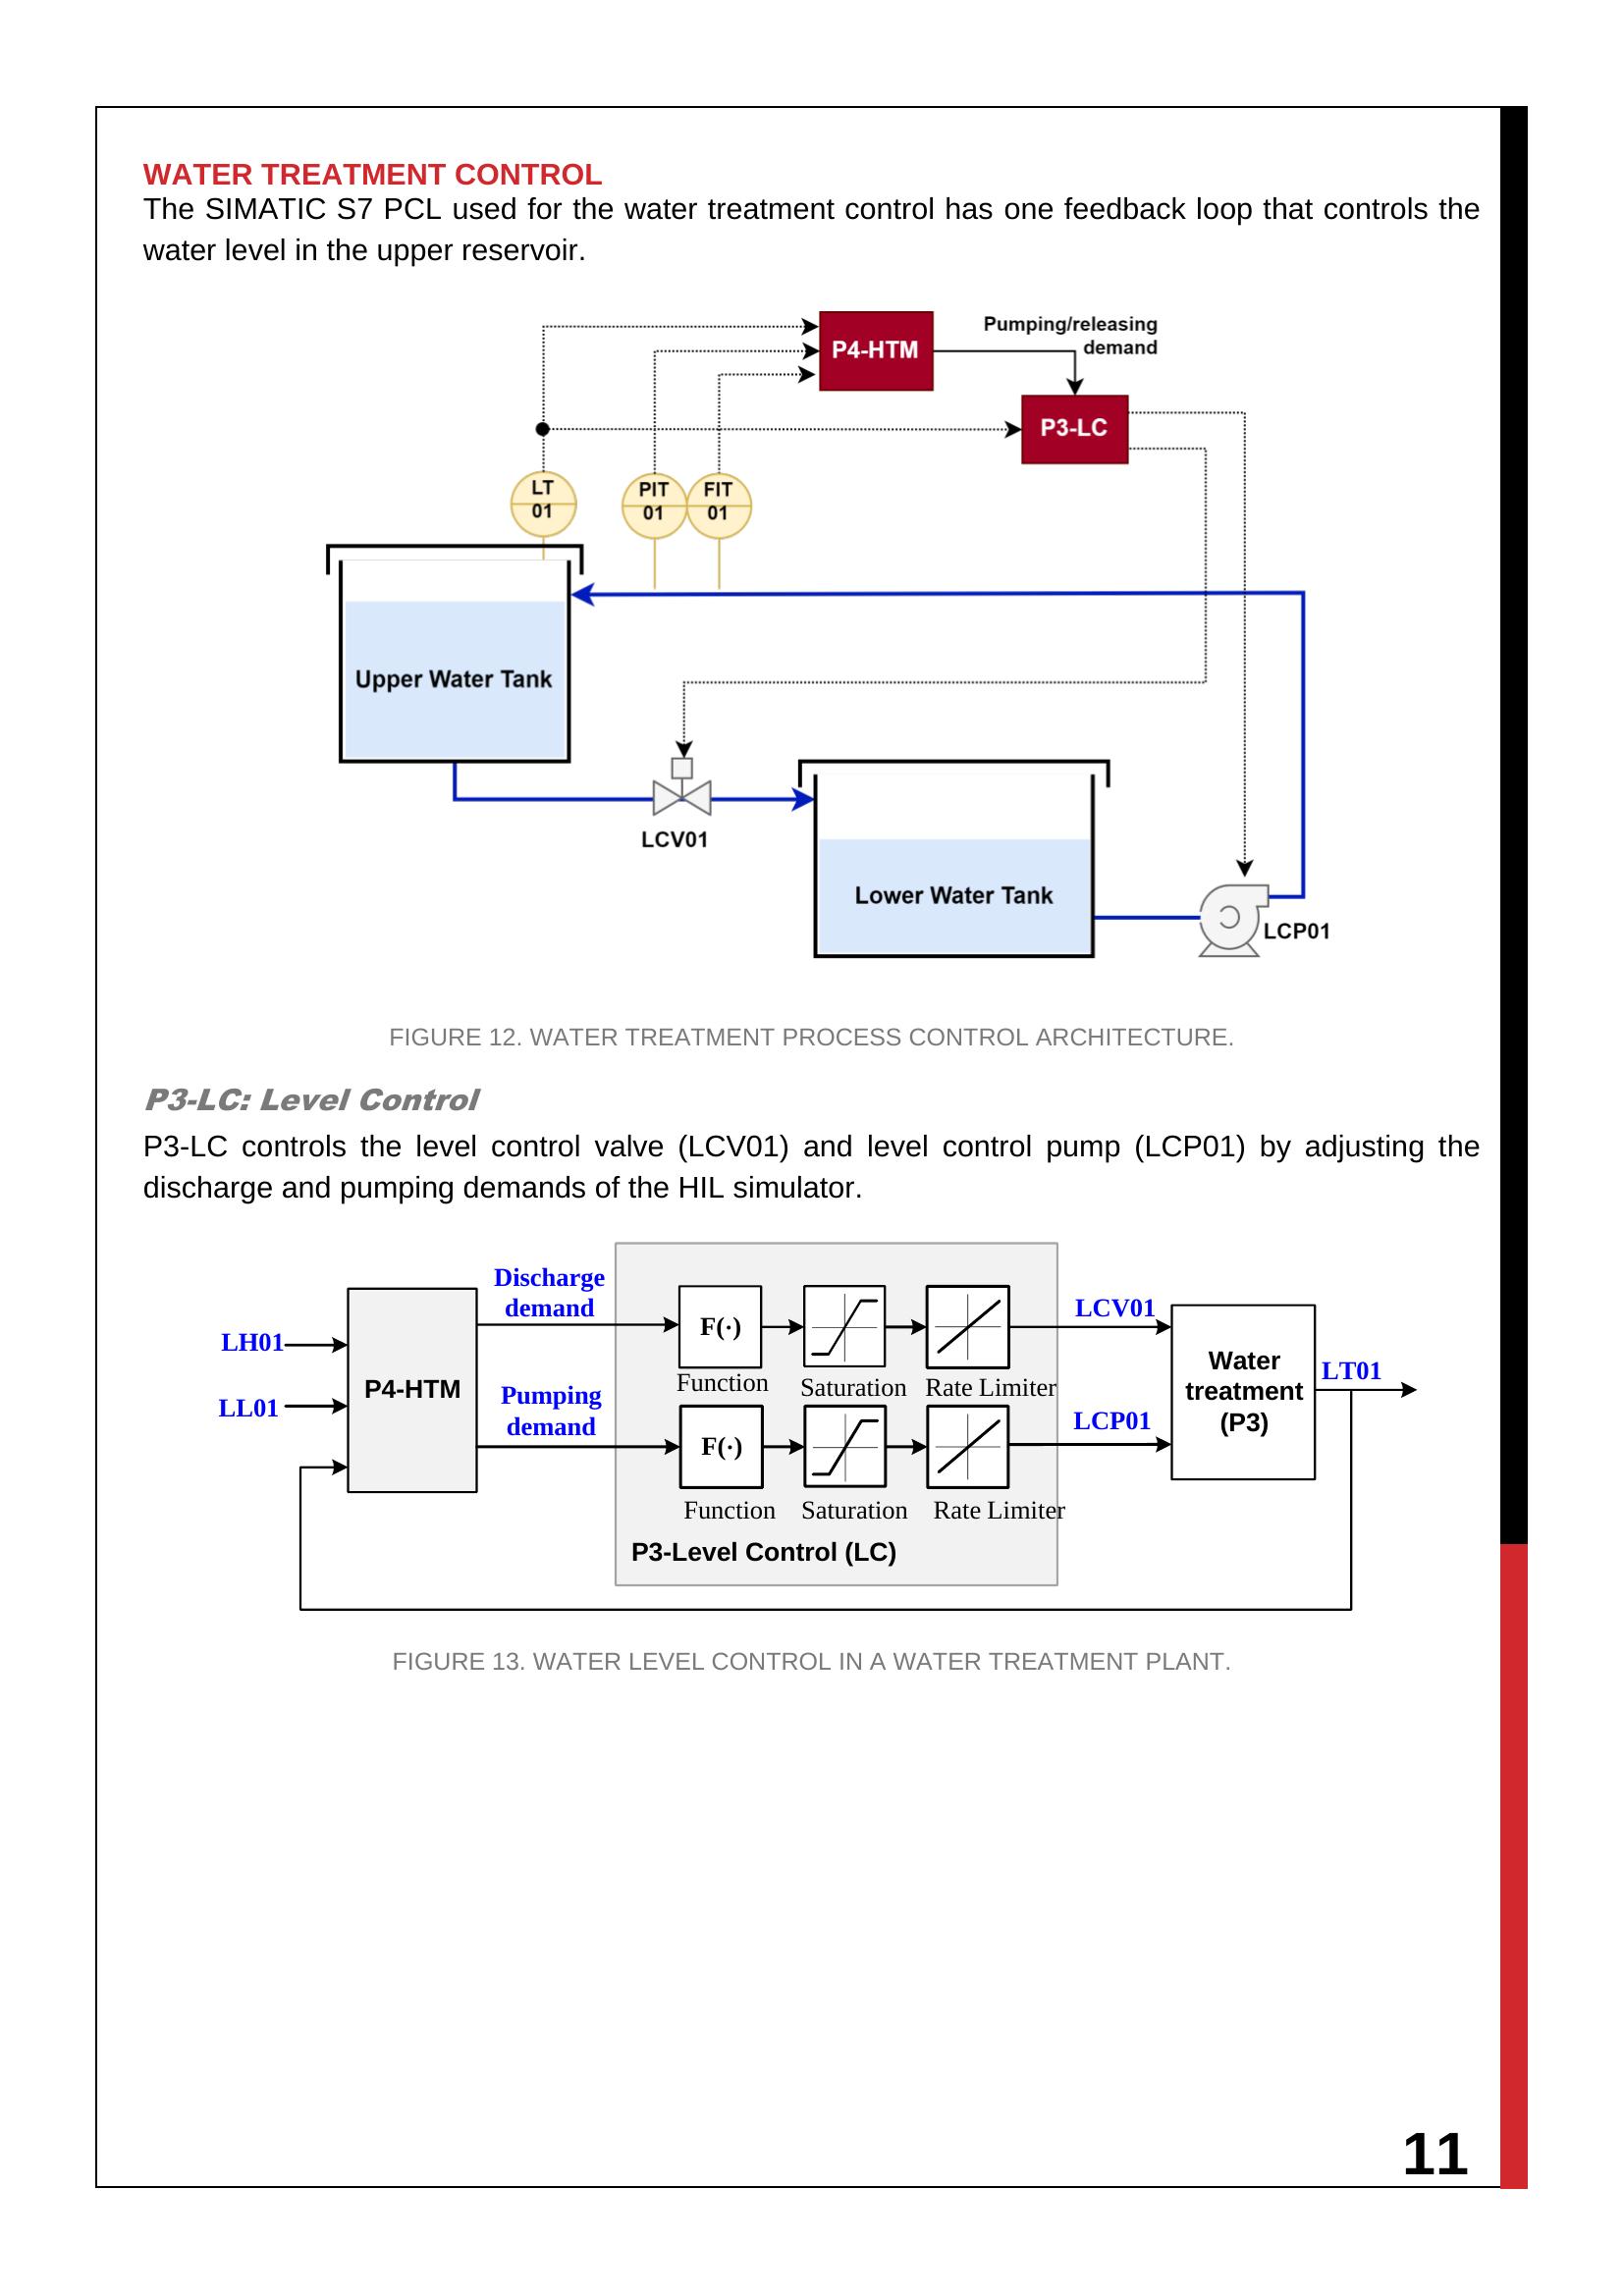 WATER TREATMENT CONTROL
The SIMATIC S7 PCL used for the water treatment control has one feedback loop that controls the
water level in the upper reservoir.
P4-HTM
Pumping/releasing
demand
P3-LC
LT
01
PIT
01
FIT
01
Upper Water Tank
LCV01
Lower Water Tank
LCP01
FIGURE 12. WATER TREATMENT PROCESS CONTROL ARCHITECTURE.
P3-LC: Level Control
P3-LC controls the level control valve (LCV01) and level control pump (LCP01) by adjusting the
discharge and pumping demands of the HIL simulator.
LH01
LL01
P4-HTM
Discharge
demand
Pumping
demand
F(·)
Function
Saturation
Rate Limiter
F(·)
Function
Saturation
Rate Limiter
P3-Level Control (LC)
LCV01
LCP01
Water
treatment
(P3)
LT01
FIGURE 13. WATER LEVEL CONTROL IN A WATER TREATMENT PLANT.
11